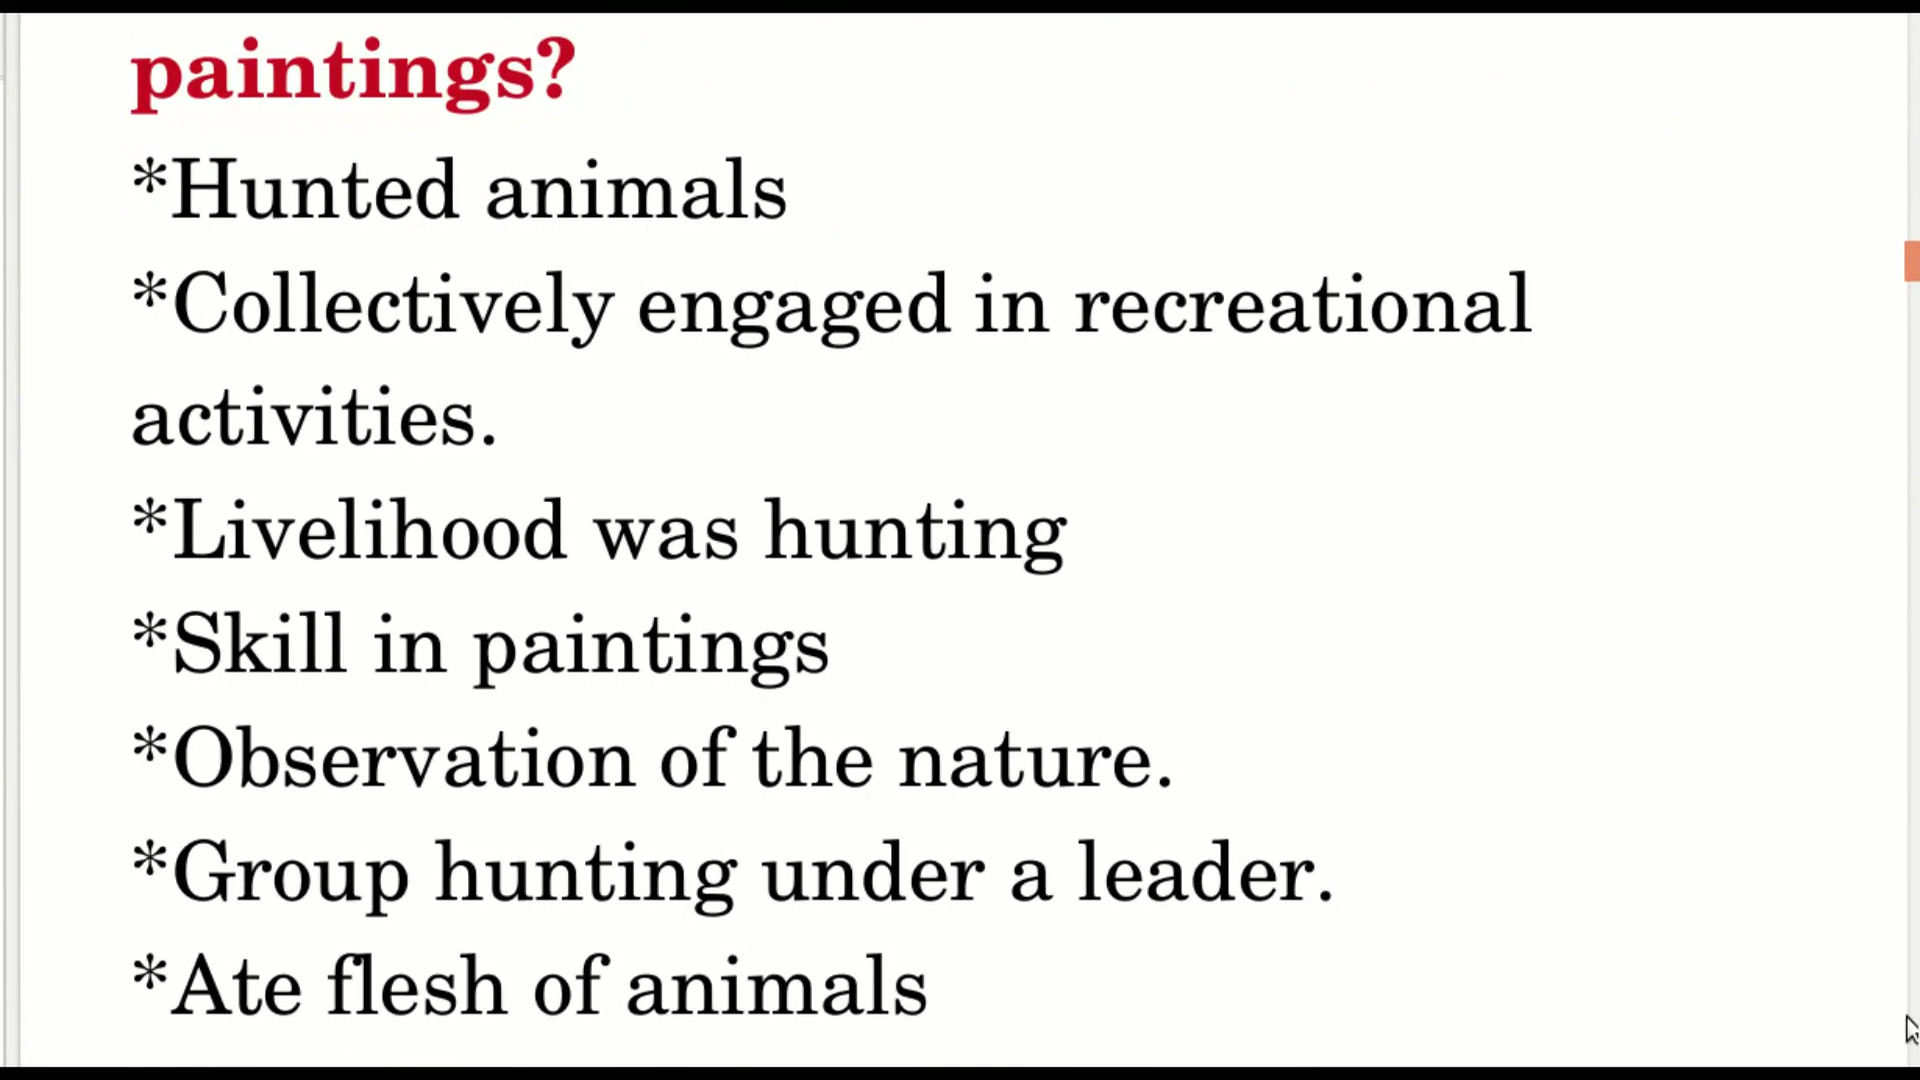 paintings?
*Hunted animals
*Collectively engaged in recreational
activities.
*Livelihood was hunting
*Skill in paintings
*Observation of the nature.
*Group hunting under a leader.
*Ate flesh of animals